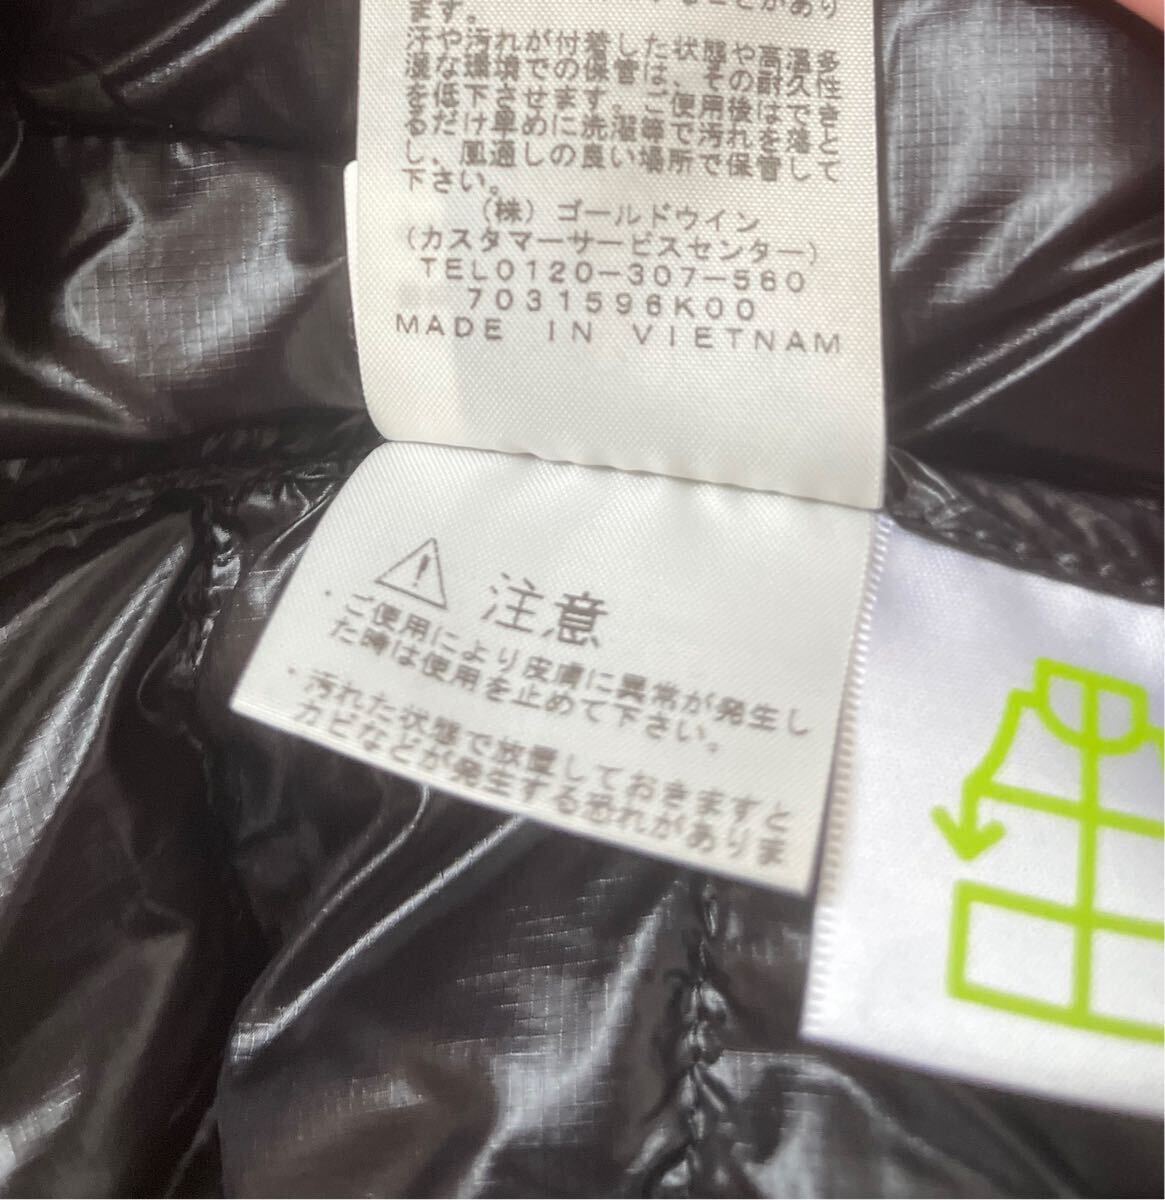 ます。
汗や汚れが付着した状態や高温多
湿な環境での保管は、その耐久性
を低下させます。ご使用後はでき
るだけ早めに洗濯等で汚れを落と
し、風通しの良い場所で保管して
下さい。
（株）ゴールドウイン
（カスタマーサービスセンター）
TEL0120-307-560
7031596K00
MADE IN VIETNAM
注意
・ご使用により皮膚に異常が発生し
た時は使用を止めて下さい。
・汚れた状態で放置しておきますと
カビなどが発生する恐れがありま